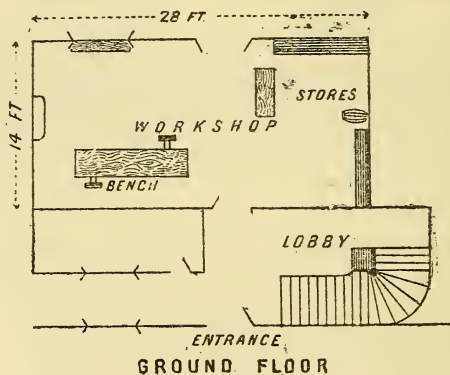 28 FT.
14 FT
STORES
WORKSHOP
BENCH
LOBBY
ENTRANCE
GROUND FLOOR